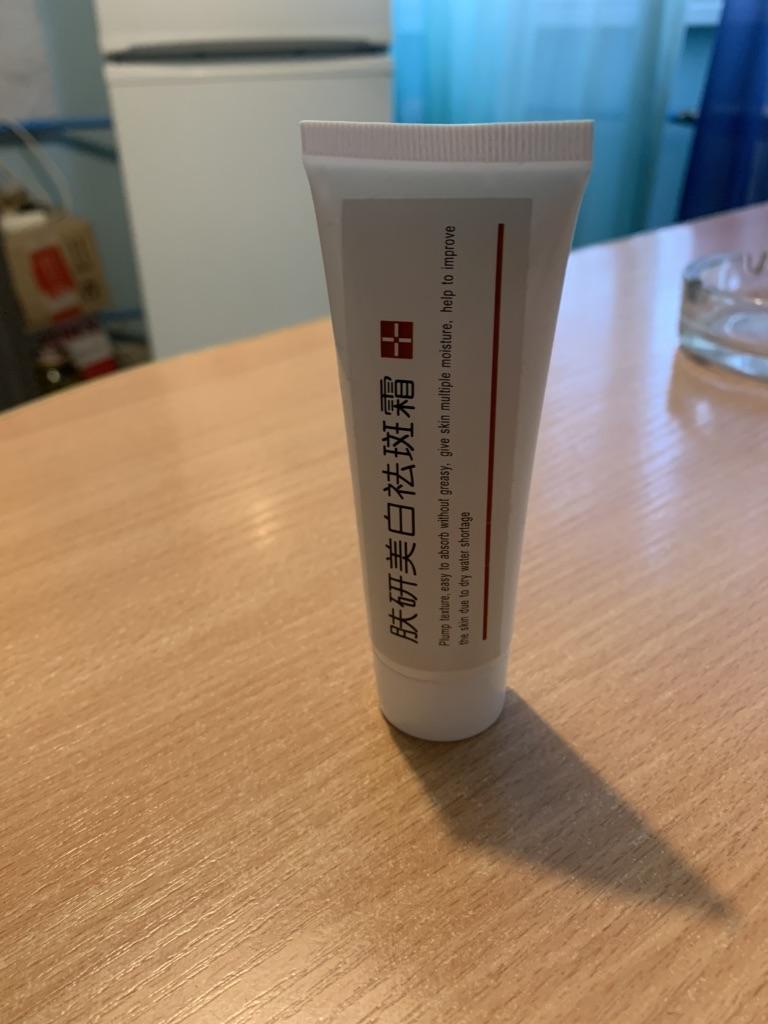 肤研美白祛斑霜
Plump texture, easy to absorb without greasy, give skin multiple moisture, help to improve
the skin due to dry water shortage